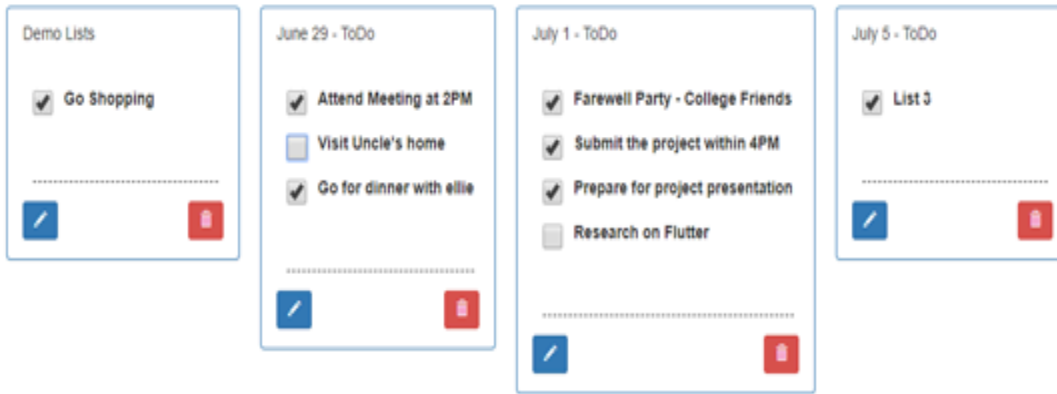 Demo Lists
Go Shopping
June 29 - ToDo
Attend Meeting at 2PM
Visit Uncle's home
Go for dinner with ellie
July 1 - ToDo
Farewell Party - College Friends
Submit the project within 4PM
Prepare for project presentation
Research on Flutter
July 5 - ToDo
List 3